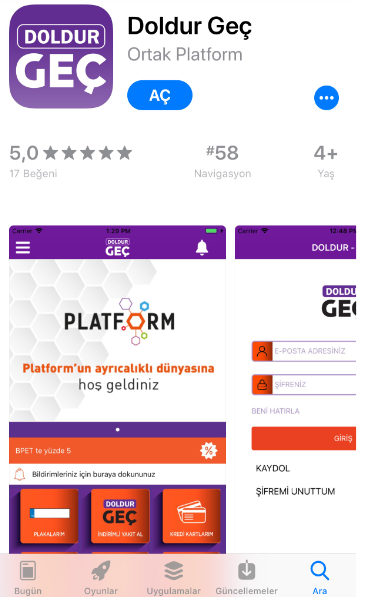 DOLDUR
GEÇ
Doldur Geç
Ortak Platform
AÇ
5,0
17 Beğeni
#58
Navigasyon
4+
Yaş
Carrier
1:29 PM
DOLDUR
GEÇ
PLATFORM
Platform'un ayrıcalıklı dünyasına
hoş geldiniz
BPET te yüzde 5
Bildirimleriniz için buraya dokununuz
PLAKALARIM
DOLDUR
GEÇ
İNDİRİMLİ YAKIT AL
KREDİ KARTLARIM
Carrier
12:48 PM
DOLDUR -
DOLDU
GE
E-POSTA ADRESİNİZ
ŞİFRENİZ
BENİ HATIRLA
GİRİŞ
KAYDOL
ŞİFREMİ UNUTTUM
Bugün
Oyunlar
Uygulamalar
Güncellemeler
Ara